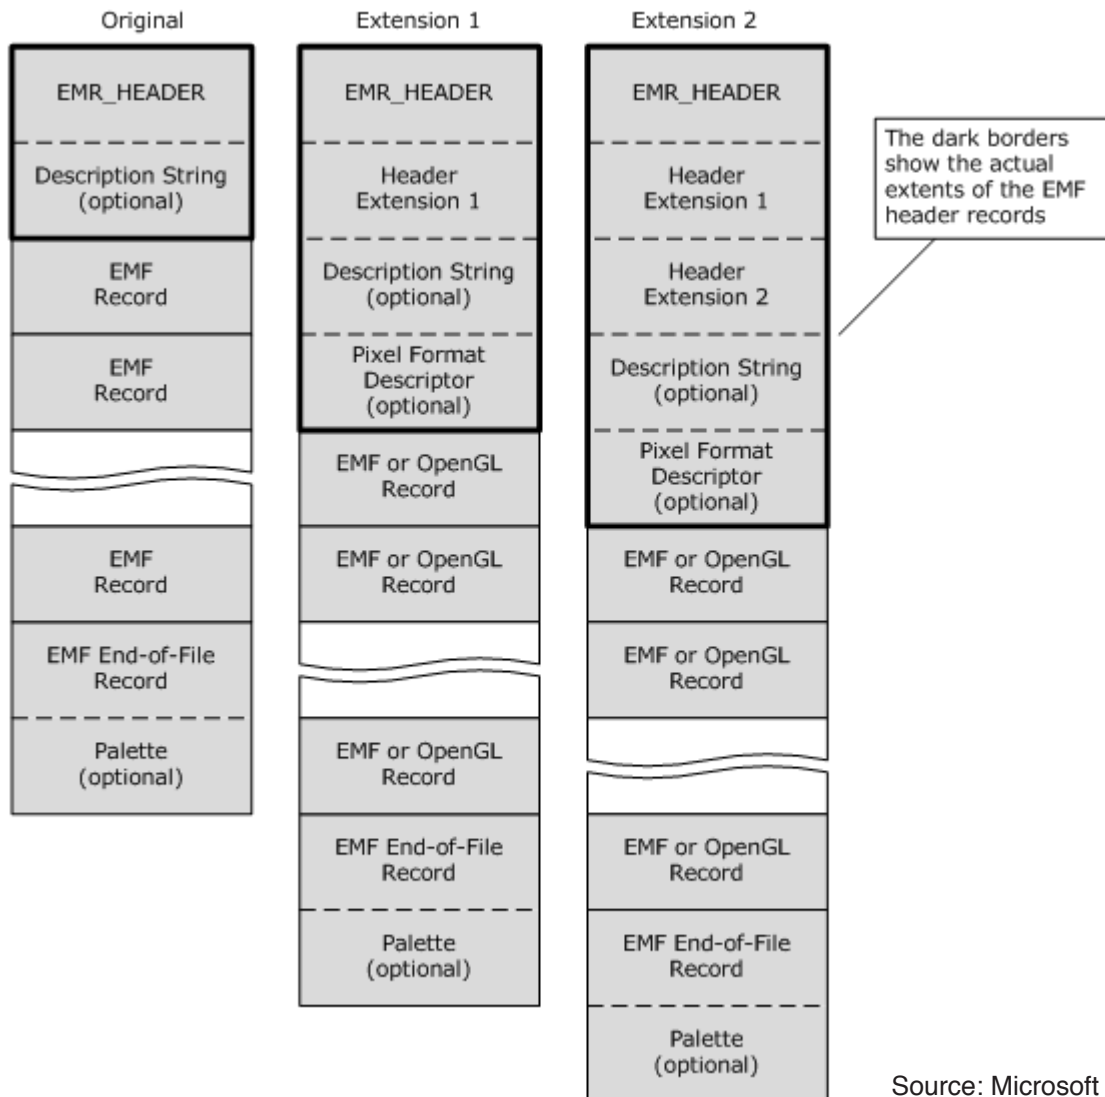 Original
EMR_HEADER
Description String
(optional)
EMF
Record
EMF
Record
EMF
Record
EMF End-of-File
Record
Palette
(optional)
Extension 1
EMR_HEADER
Header
Extension 1
Description String
(optional)
Pixel Format
Descriptor
(optional)
EMF or OpenGL
Record
EMF or OpenGL
Record
EMF or OpenGL
Record
EMF End-of-File
Record
Palette
(optional)
Extension 2
EMR_HEADER
Header
Extension 1
Header
Extension 2
Description String
(optional)
Pixel Format
Descriptor
(optional)
EMF or OpenGL
Record
EMF or OpenGL
Record
EMF or OpenGL
Record
EMF End-of-File
Record
Palette
(optional)
The dark borders
show the actual
extents of the EMF
header records
Source: Microsoft